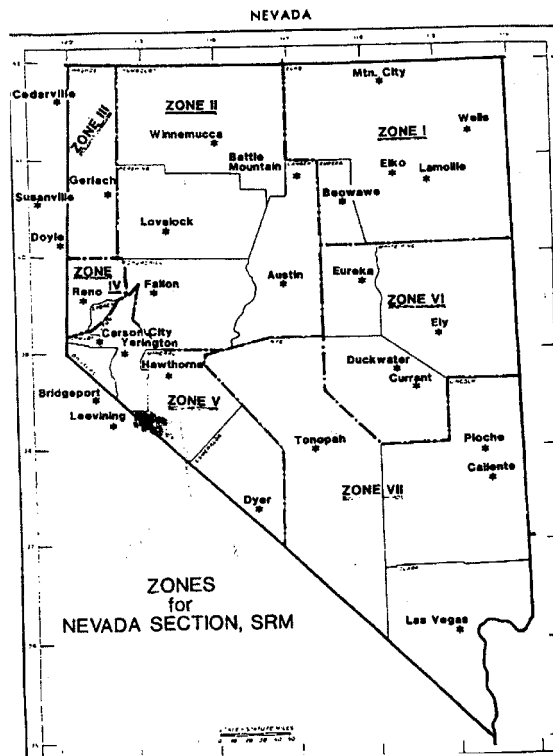 NEVADA
Mtn. City
Cedarville
ZONE II
ZONE III
Wells
Winnemucca
ZONE I
Battle
Mountain
Elko
Lamoille
Gerlach
Beowawe
Susanville
Lovelock
Doyle
ZONE
IV
Fallon
Austin
Eureka
Reno
ZONE VI
Ely
Carson City
Yerington
Duckwater
Hawthorne
Currant
Bridgeport
ZONE V
Leevining
Tonopah
Pioche
Caliente
ZONE VII
Dyer
ZONES
for
NEVADA SECTION, SRM
Las Vegas